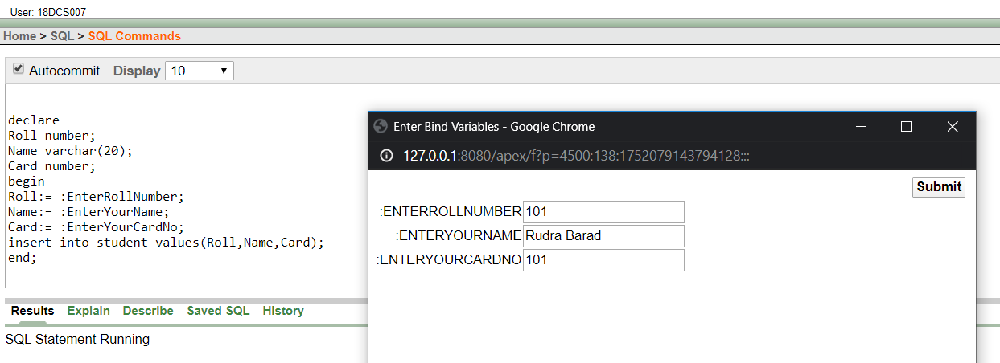 User: 18DCS007
Home > SQL > SQL Commands
Autocommit Display 10
declare
Roll number;
Name varchar(20);
Card number;
begin
Roll:= :EnterRollNumber;
Name:= :EnterYourName;
Card:= :EnterYourCardNo;
insert into student values(Roll,Name,Card);
end;
Results Explain Describe Saved SQL History
SQL Statement Running
Enter Bind Variables - Google Chrome
127.0.0.1:8080/apex/f?p=4500:138:1752079143794128:::
Submit
:ENTERROLLNUMBER 101
:ENTERYOURNAME Rudra Barad
:ENTERYOURCARDNO 101